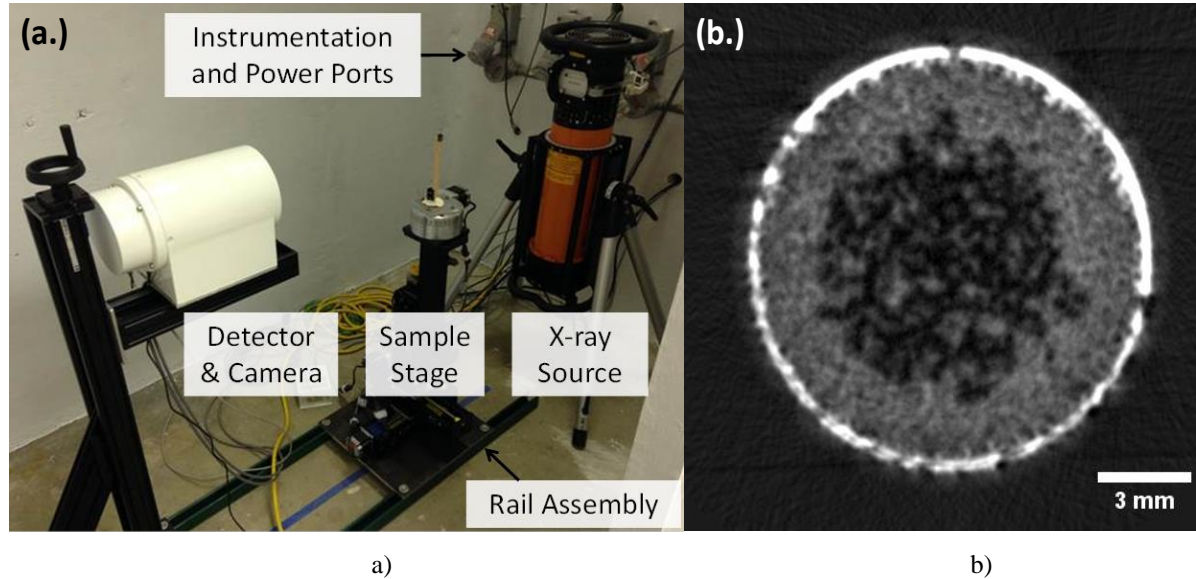 (a.)
Instrumentation
and Power Ports
Detector
& Camera
Sample
Stage
X-ray
Source
Rail Assembly
(b.)
3 mm
a)
b)